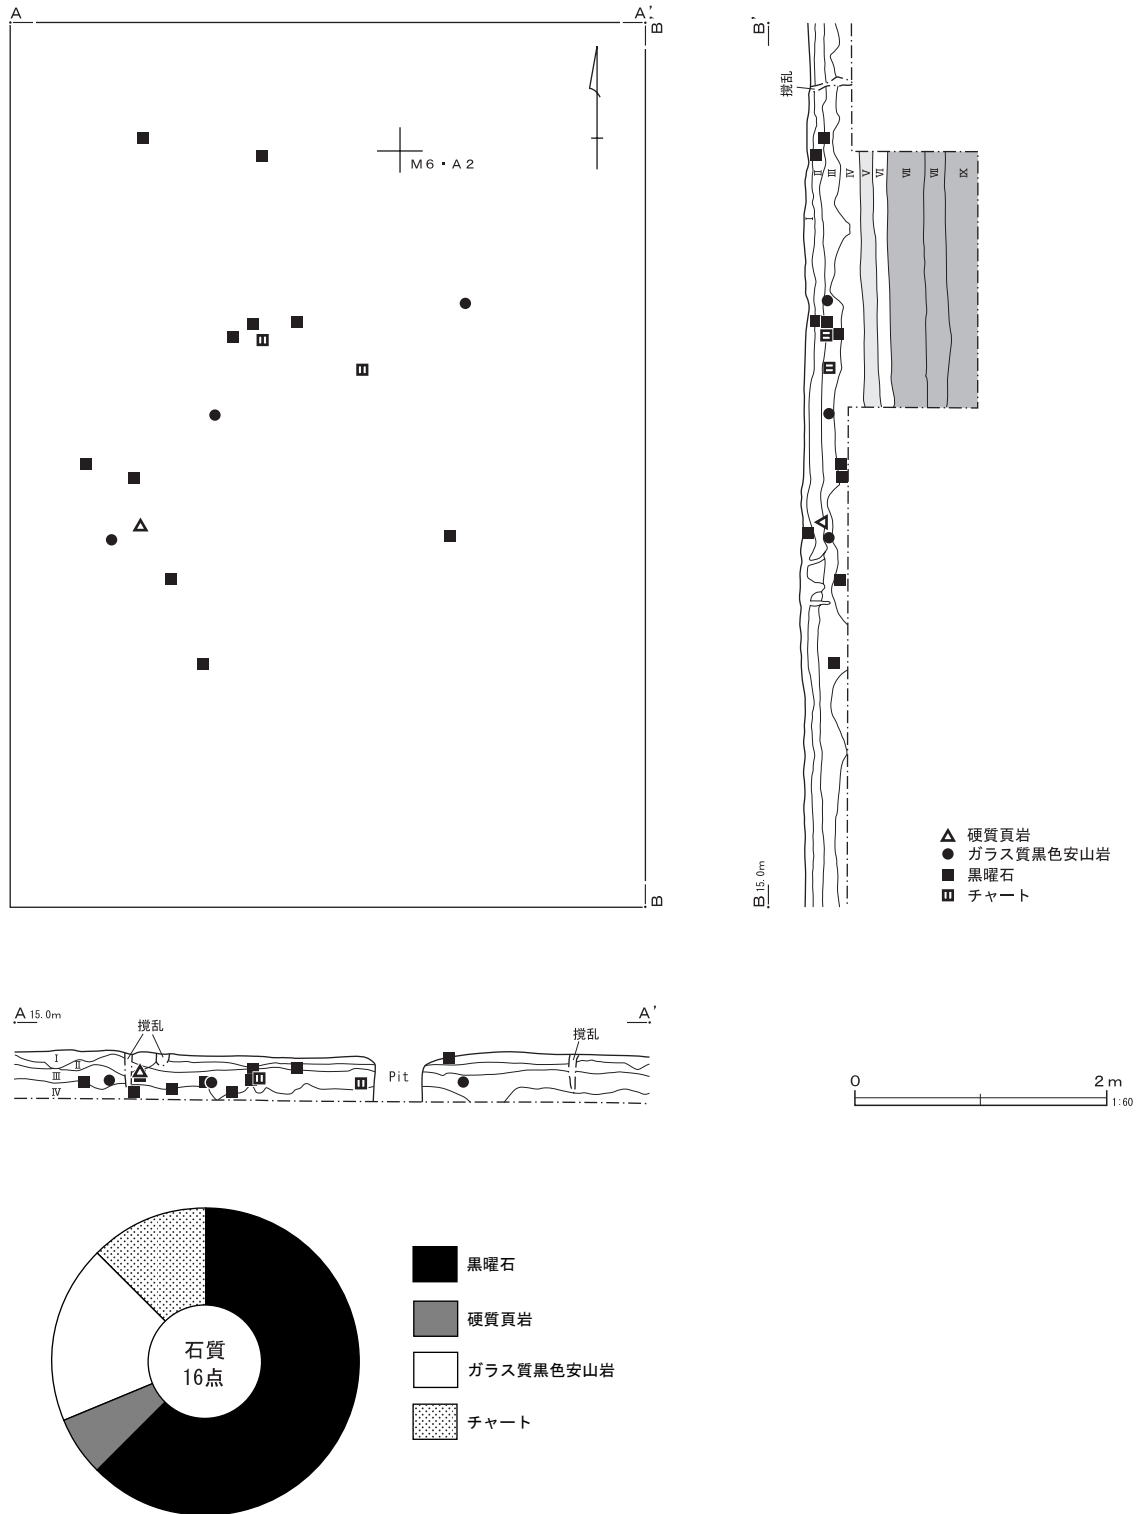 A
A'
B'
M6・A2
B
B'
撹乱
Ⅰ
Ⅱ
Ⅲ
Ⅳ
Ⅴ
Ⅵ
Ⅶ
Ⅷ
Ⅸ
B 15.0m
硬質頁岩
ガラス質黒色安山岩
黒曜石
チャート
A 15.0m
A'
撹乱
撹乱
Ⅰ
Ⅱ
Ⅲ
Ⅳ
Pit
0
2m
1:60
石質
16点
黒曜石
硬質頁岩
ガラス質黒色安山岩
チャート